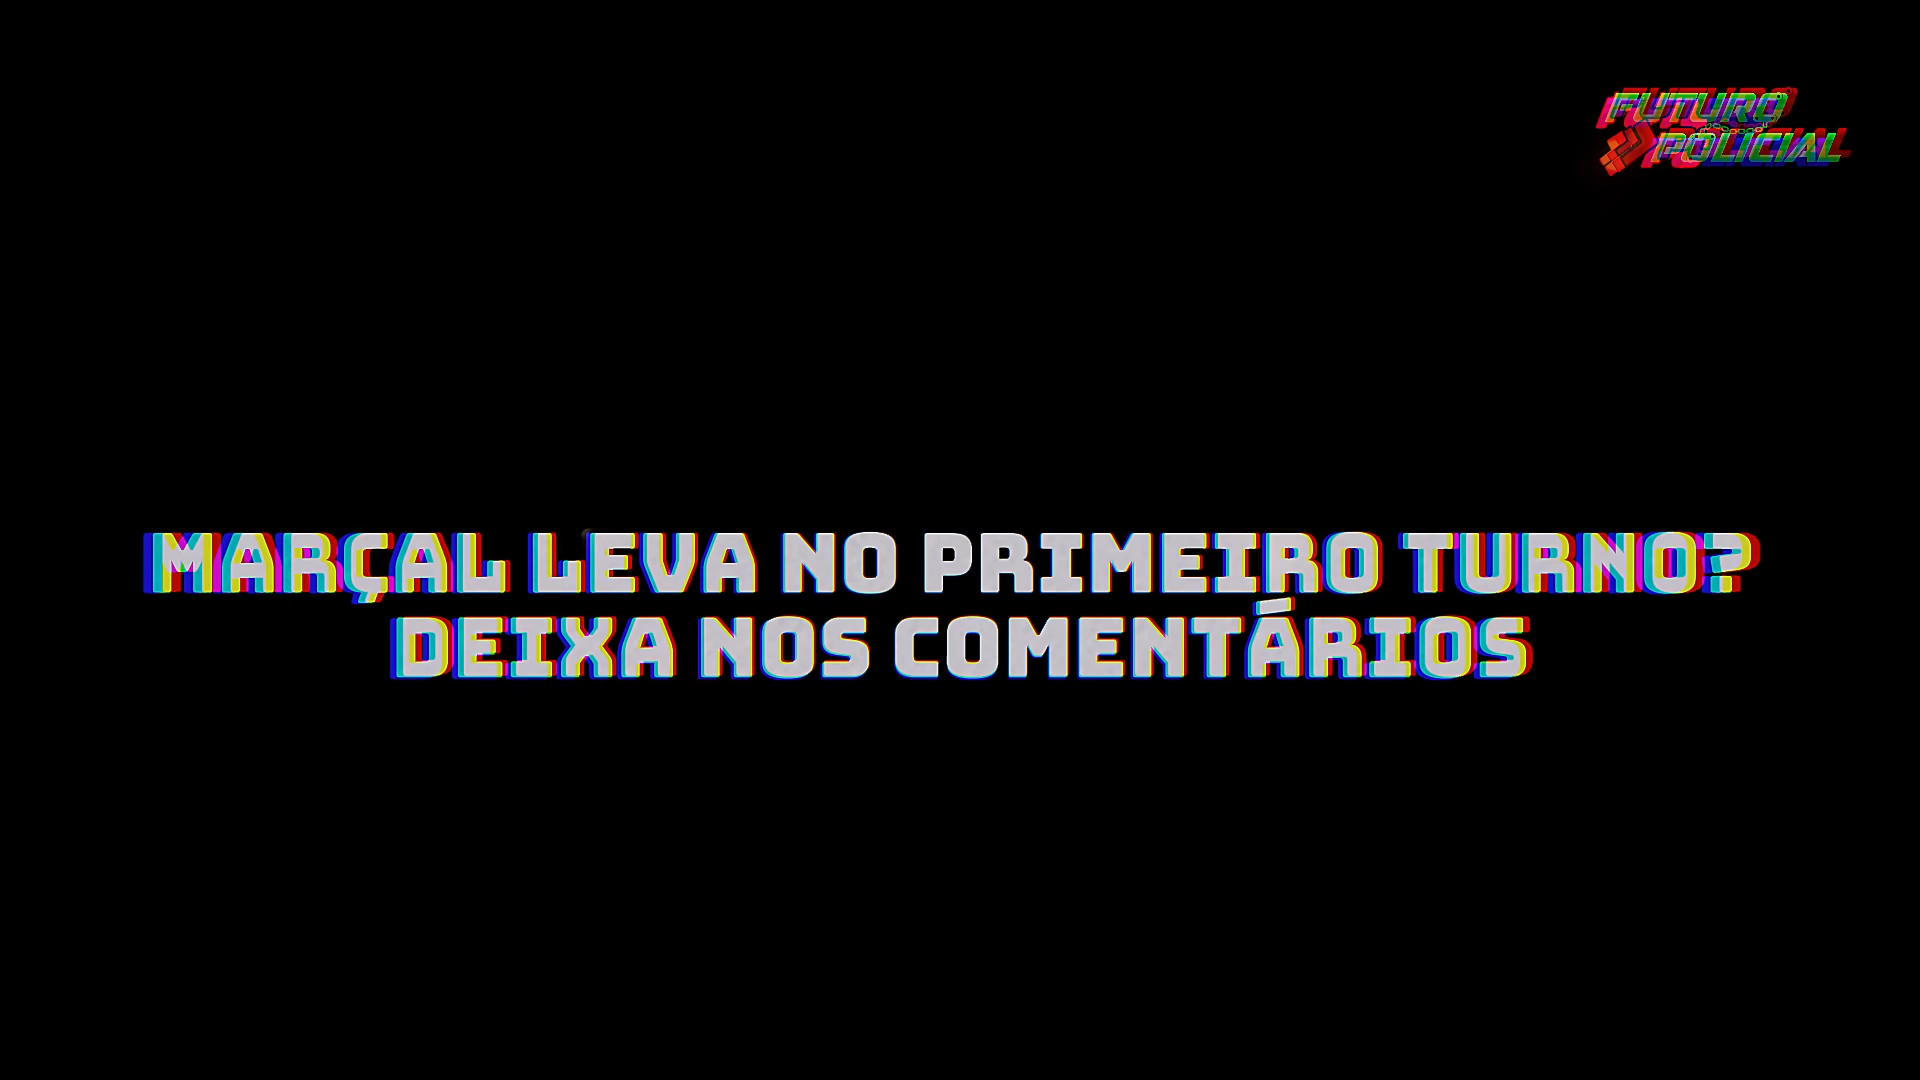 FUTURO
POLICIAL
MARÇAL LEVA NO PRIMEIRO TURNO?
DEIXA NOS COMENTÁRIOS